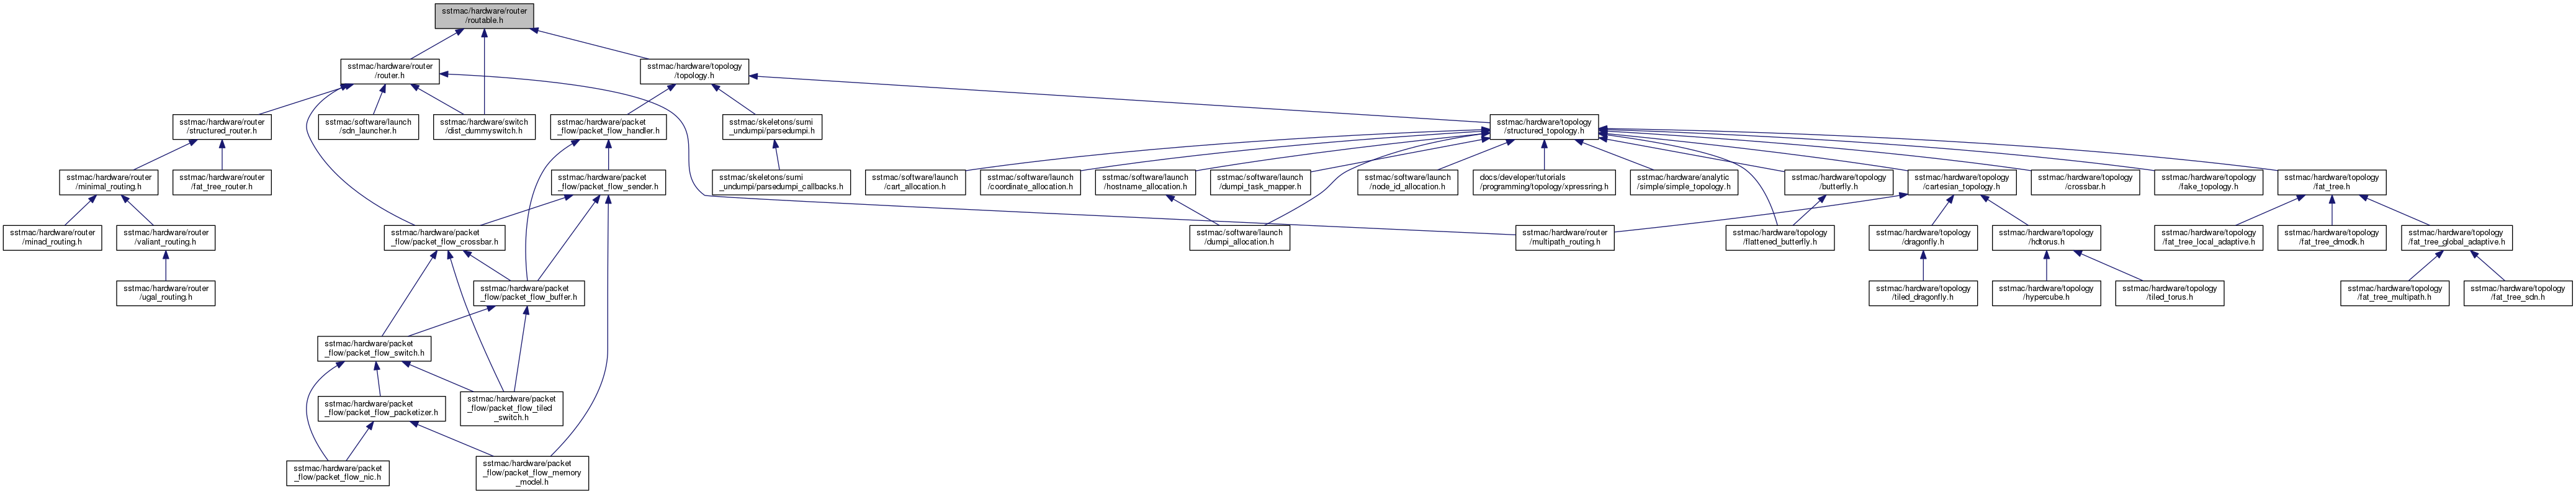 sstmac/hardware/router
/routable.h
sstmac/hardware/router
/router.h
sstmac/hardware/topology
/topology.h
sstmac/hardware/router
/structured_router.h
sstmac/software/launch
/sdn_launcher.h
sstmac/hardware/switch
/dist_dummyswitch.h
sstmac/hardware/packet
_flow/packet_flow_handler.h
sstmac/skeletons/sumi
_undumpi/parsedumpi.h
sstmac/hardware/topology
/structured_topology.h
sstmac/hardware/router
/minimal_routing.h
sstmac/hardware/router
/fat_tree_router.h
sstmac/hardware/packet
_flow/packet_flow_sender.h
sstmac/skeletons/sumi
_undumpi/parsedumpi_callbacks.h
sstmac/software/launch
/cart_allocation.h
sstmac/software/launch
/coordinate_allocation.h
sstmac/software/launch
/hostname_allocation.h
sstmac/software/launch
/dumpi_task_mapper.h
sstmac/software/launch
/node_id_allocation.h
docs/developer/tutorials
/programming/topology/xpressring.h
sstmac/hardware/analytic
/simple/simple_topology.h
sstmac/hardware/topology
/butterfly.h
sstmac/hardware/topology
/cartesian_topology.h
sstmac/hardware/topology
/crossbar.h
sstmac/hardware/topology
/fake_topology.h
sstmac/hardware/topology
/fat_tree.h
sstmac/hardware/router
/minad_routing.h
sstmac/hardware/router
/valiant_routing.h
sstmac/hardware/packet
_flow/packet_flow_crossbar.h
sstmac/software/launch
/dumpi_allocation.h
sstmac/hardware/router
/multipath_routing.h
sstmac/hardware/topology
/flattened_butterfly.h
sstmac/hardware/topology
/dragonfly.h
sstmac/hardware/topology
/hdtorus.h
sstmac/hardware/topology
/fat_tree_local_adaptive.h
sstmac/hardware/topology
/fat_tree_dmodk.h
sstmac/hardware/topology
/fat_tree_global_adaptive.h
sstmac/hardware/router
/ugal_routing.h
sstmac/hardware/packet
_flow/packet_flow_buffer.h
sstmac/hardware/topology
/tiled_dragonfly.h
sstmac/hardware/topology
/hypercube.h
sstmac/hardware/topology
/tiled_torus.h
sstmac/hardware/topology
/fat_tree_multipath.h
sstmac/hardware/topology
/fat_tree_sdn.h
sstmac/hardware/packet
_flow/packet_flow_switch.h
sstmac/hardware/packet
_flow/packet_flow_packetizer.h
sstmac/hardware/packet
_flow/packet_flow_tiled
_switch.h
sstmac/hardware/packet
_flow/packet_flow_nic.h
sstmac/hardware/packet
_flow/packet_flow_memory
_model.h